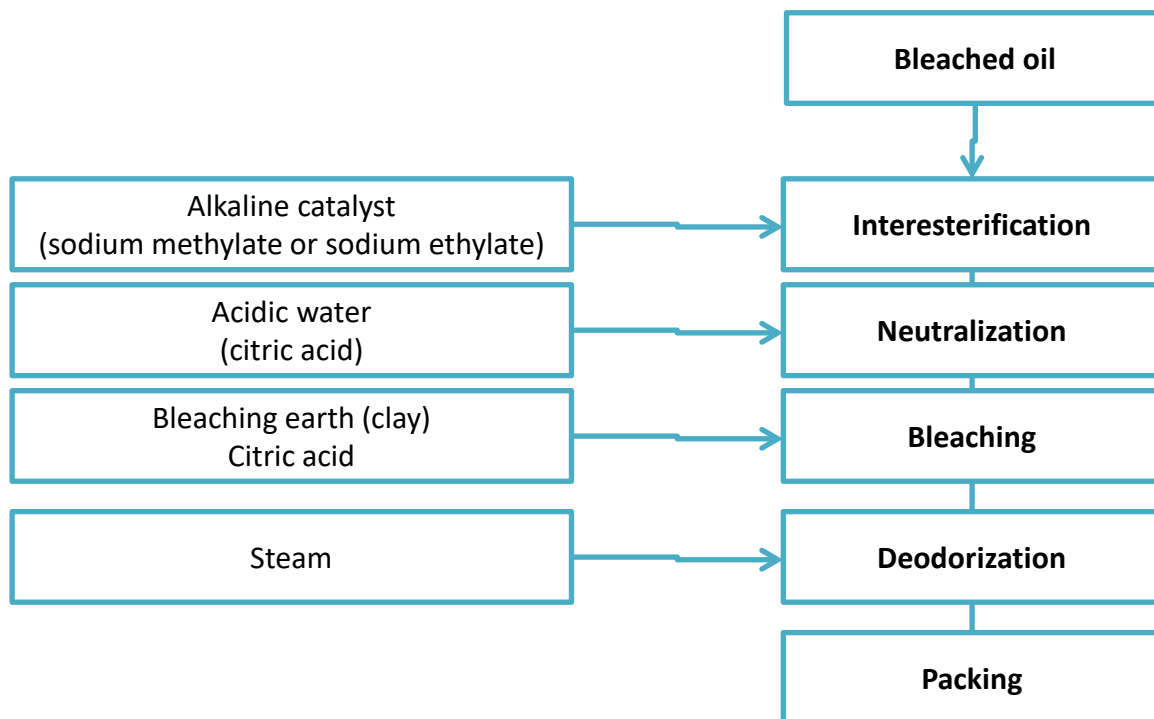 Bleached oil
Alkaline catalyst
(sodium methylate or sodium ethylate)
Interesterification
Acidic water
(citric acid)
Neutralization
Bleaching earth (clay)
Citric acid
Bleaching
Steam
Deodorization
Packing